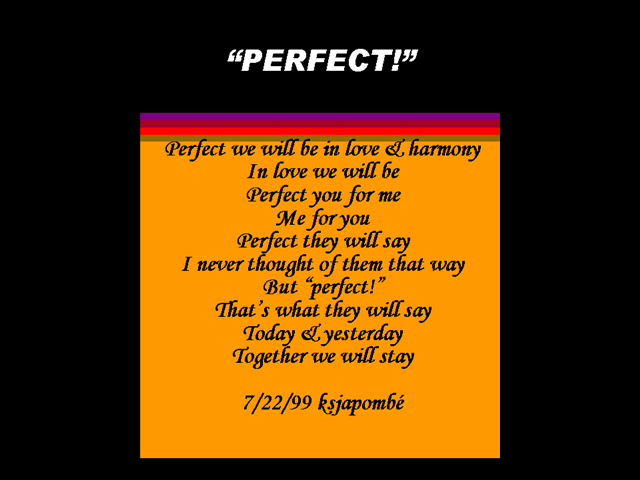 “PERFECT!”
Perfect we will be in love & harmony
In love we will be
Perfect you for me
Me for you
Perfect they will say
I never thought of them that way
But “perfect!”
That’s what they will say
Today & yesterday
Together we will stay
7/22/99 ksjapombé